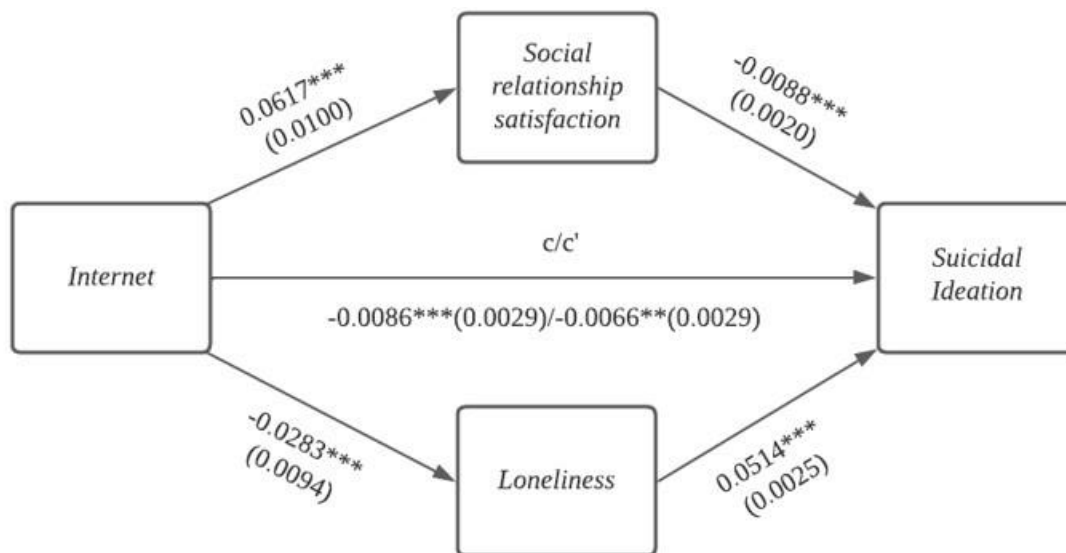 Social
relationship
satisfaction
0.0617***
(0.0100)
-0.0088***
(0.0020)
Internet
c/c'
-0.0086***(0.0029)/-0.0066**(0.0029)
Suicidal
Ideation
-0.0283***
(0.0094)
Loneliness
0.0514***
(0.0025)